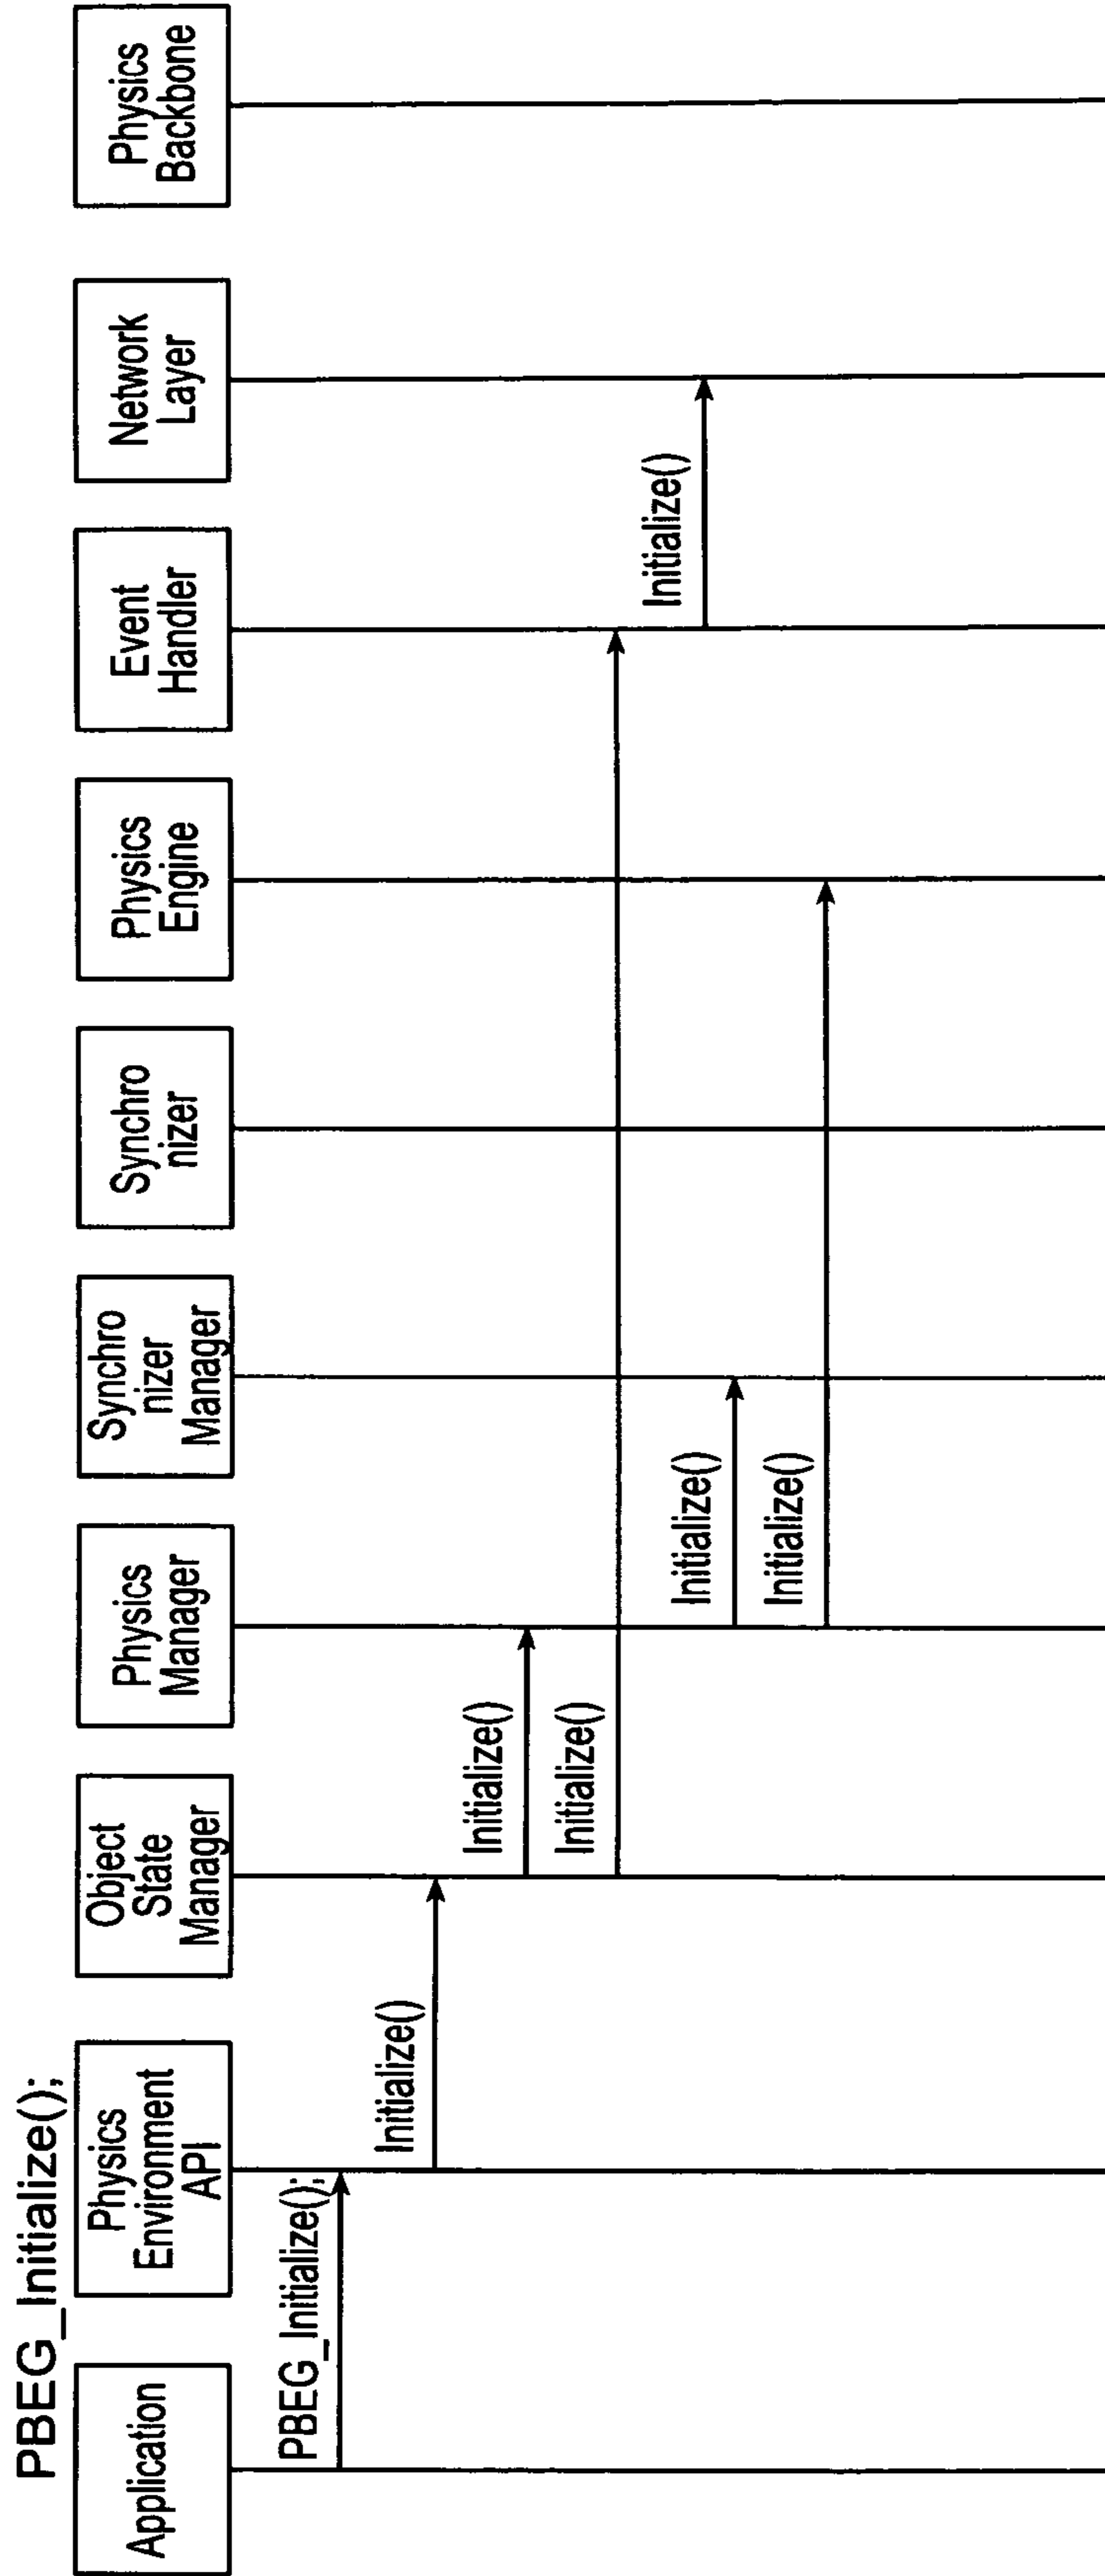 PBEG_Initialize();
Application
Physics
Environment
API
Object
State
Manager
Physics
Manager
Synchro
nizer
Manager
Synchro
nizer
Physics
Engine
Event
Handler
Network
Layer
Physics
Backbone
PBEG_Initialize();
Initialize()
Initialize()
Initialize()
Initialize()
Initialize()
Initialize()